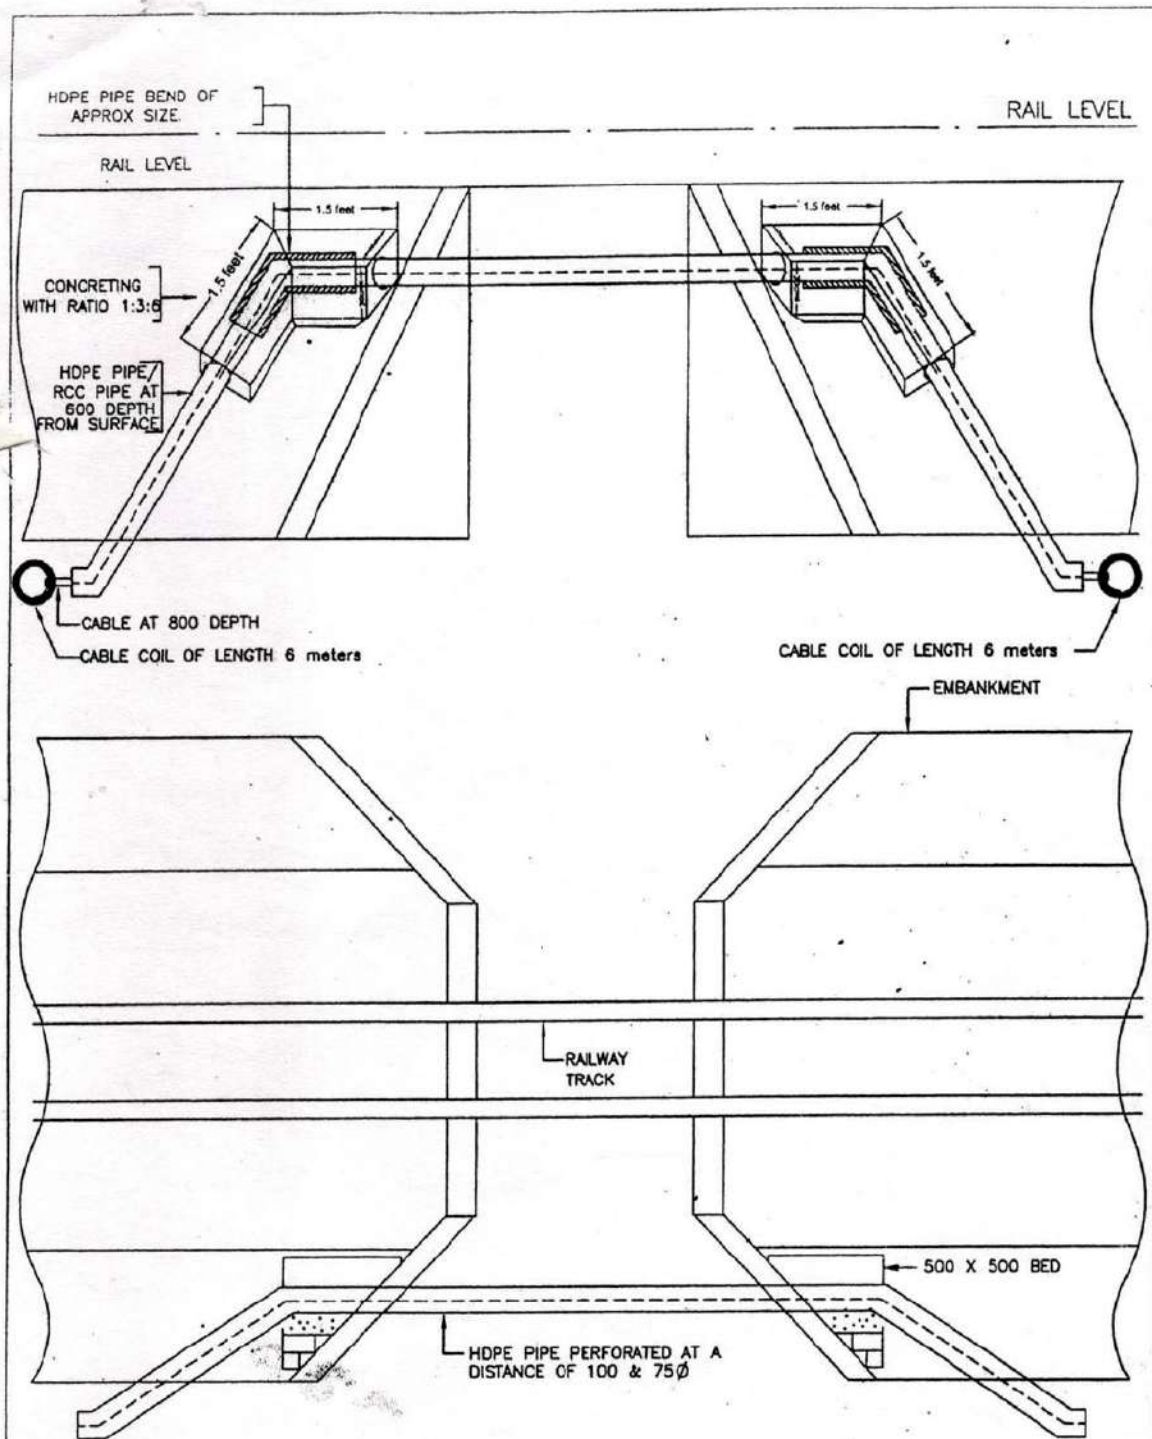 HDPE PIPE BEND OF
APPROX SIZE.
RAIL LEVEL
RAIL LEVEL
1.5 feet
1.5 feet
1.5 feet
1.5 feet
CONCRETING
WITH RATIO 1:3:6
HDPE PIPE/
RCC PIPE AT
600 DEPTH
FROM SURFACE
CABLE AT 800 DEPTH
CABLE COIL OF LENGTH 6 meters
CABLE COIL OF LENGTH 6 meters
EMBANKMENT
RAILWAY
TRACK
500 X 500 BED
HDPE PIPE PERFORATED AT A
DISTANCE OF 100 & 75Ø